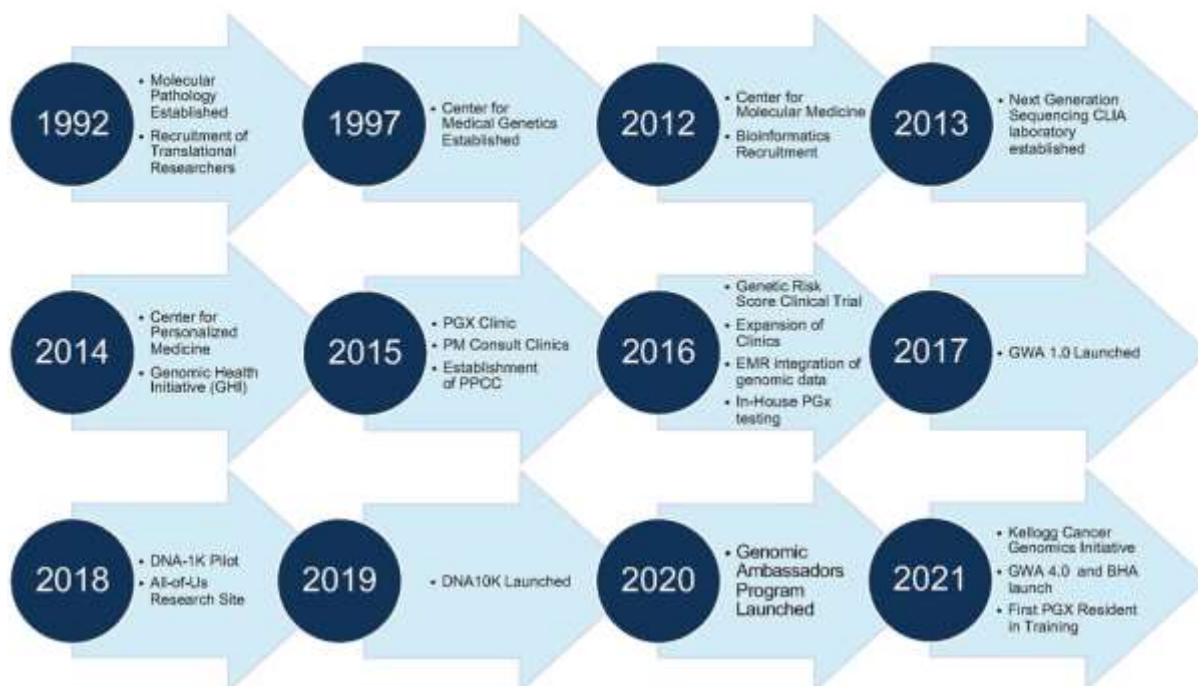 1992
• Molecular
Pathology
Established
• Recruitment of
Translational
Researchers
1997
• Center for
Medical Genetics
Established
2012
• Center for
Molecular Medicine
• Bioinformatics
Recruitment
2013
• Next Generation
Sequencing CLIA
laboratory
established
2014
• Center for
Personalized
Medicine
• Genomic Health
Initiative (GHI)
2015
• PGX Clinic
• PM Consult Clinics
• Establishment
of PPCC
2016
• Genetic Risk
Score Clinical Trial
• Expansion of
Clinics
• EMR integration of
genomic data
• In-House PGx
testing
2017
• GWA 1.0 Launched
2018
• DNA-1K Pilot
• All-of-Us
Research Site
2019
• DNA10K Launched
2020
• Genomic
Ambassadors
Program
Launched
2021
• Kellogg Cancer
Genomics Initiative
• GWA 4.0 and BHA
launch
• First PGX Resident
in Training